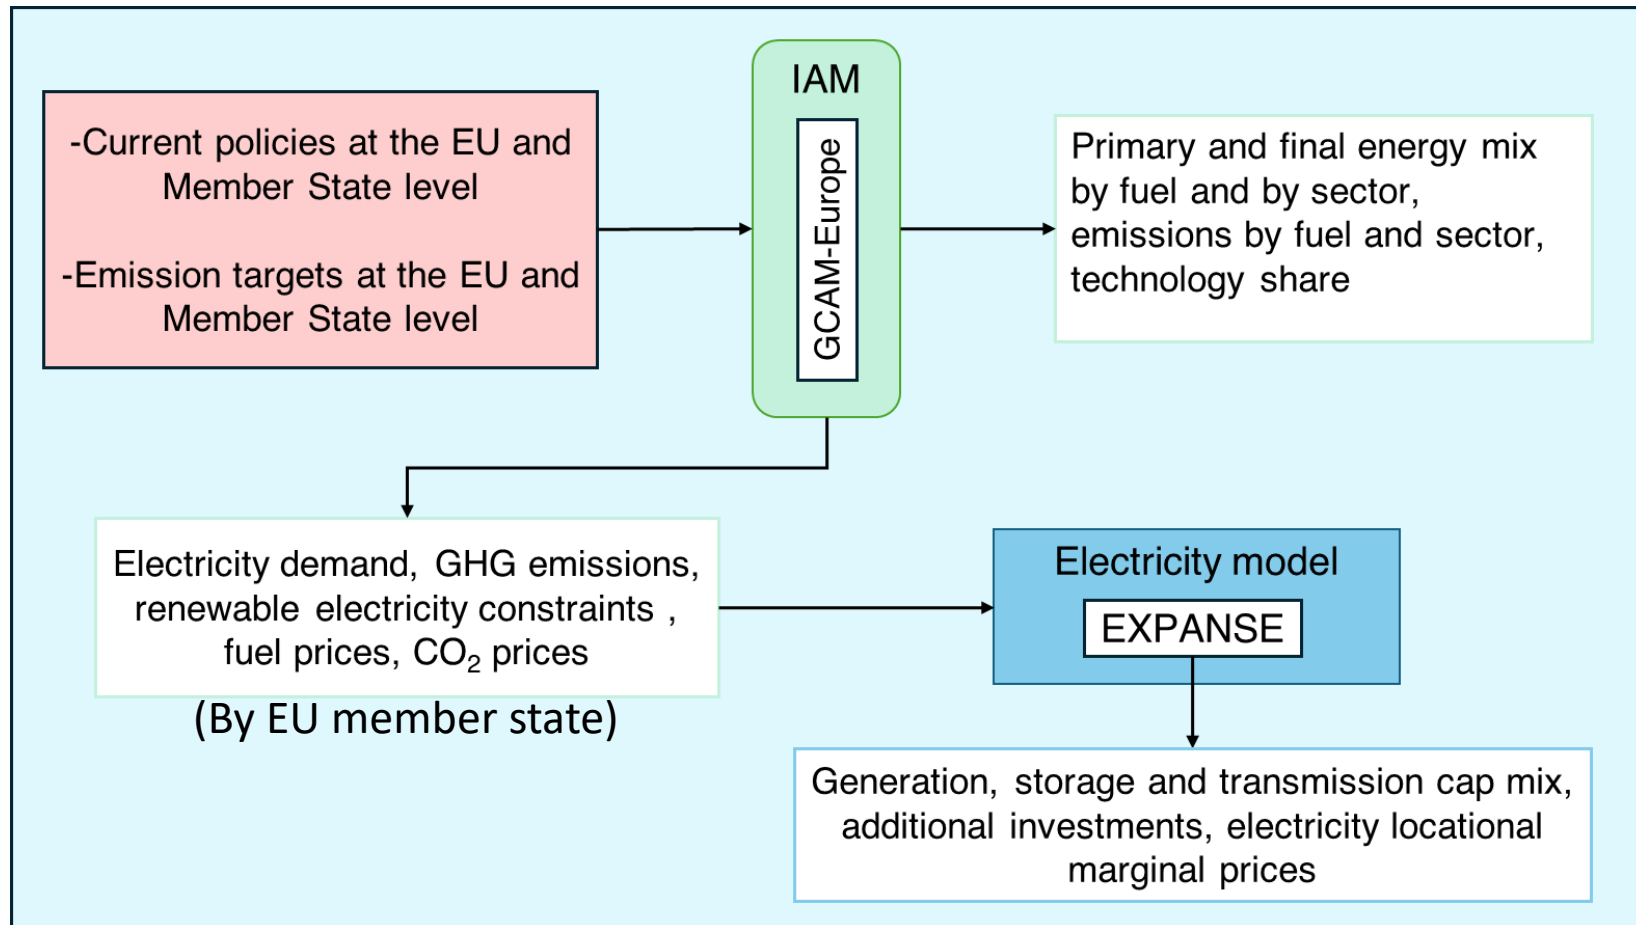 -Current policies at the EU and
Member State level
-Emission targets at the EU and
Member State level
IAM
GCAM-Europe
Primary and final energy mix
by fuel and by sector,
emissions by fuel and sector,
technology share
Electricity demand, GHG emissions,
renewable electricity constraints ,
fuel prices, CO₂ prices
(By EU member state)
Electricity model
EXPANSE
Generation, storage and transmission cap mix,
additional investments, electricity locational
marginal prices